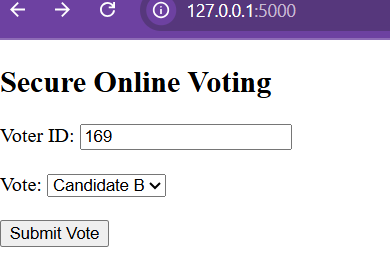 127.0.0.1:5000
Secure Online Voting
Voter ID: 169
Vote: Candidate B
Submit Vote